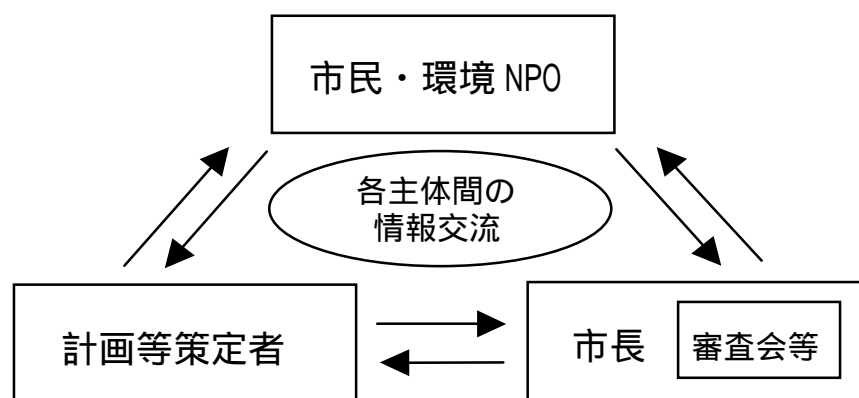 市民・環境 NPO
各主体間の
情報交流
計画等策定者
市長
審査会等